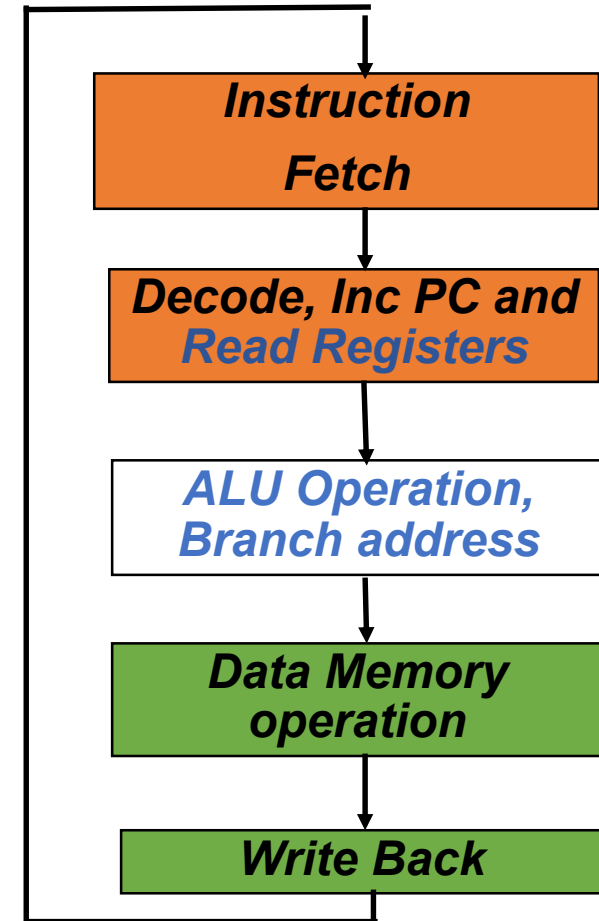 Instruction
Fetch
Decode, Inc PC and
Read Registers
ALU Operation,
Branch address
Data Memory
operation
Write Back